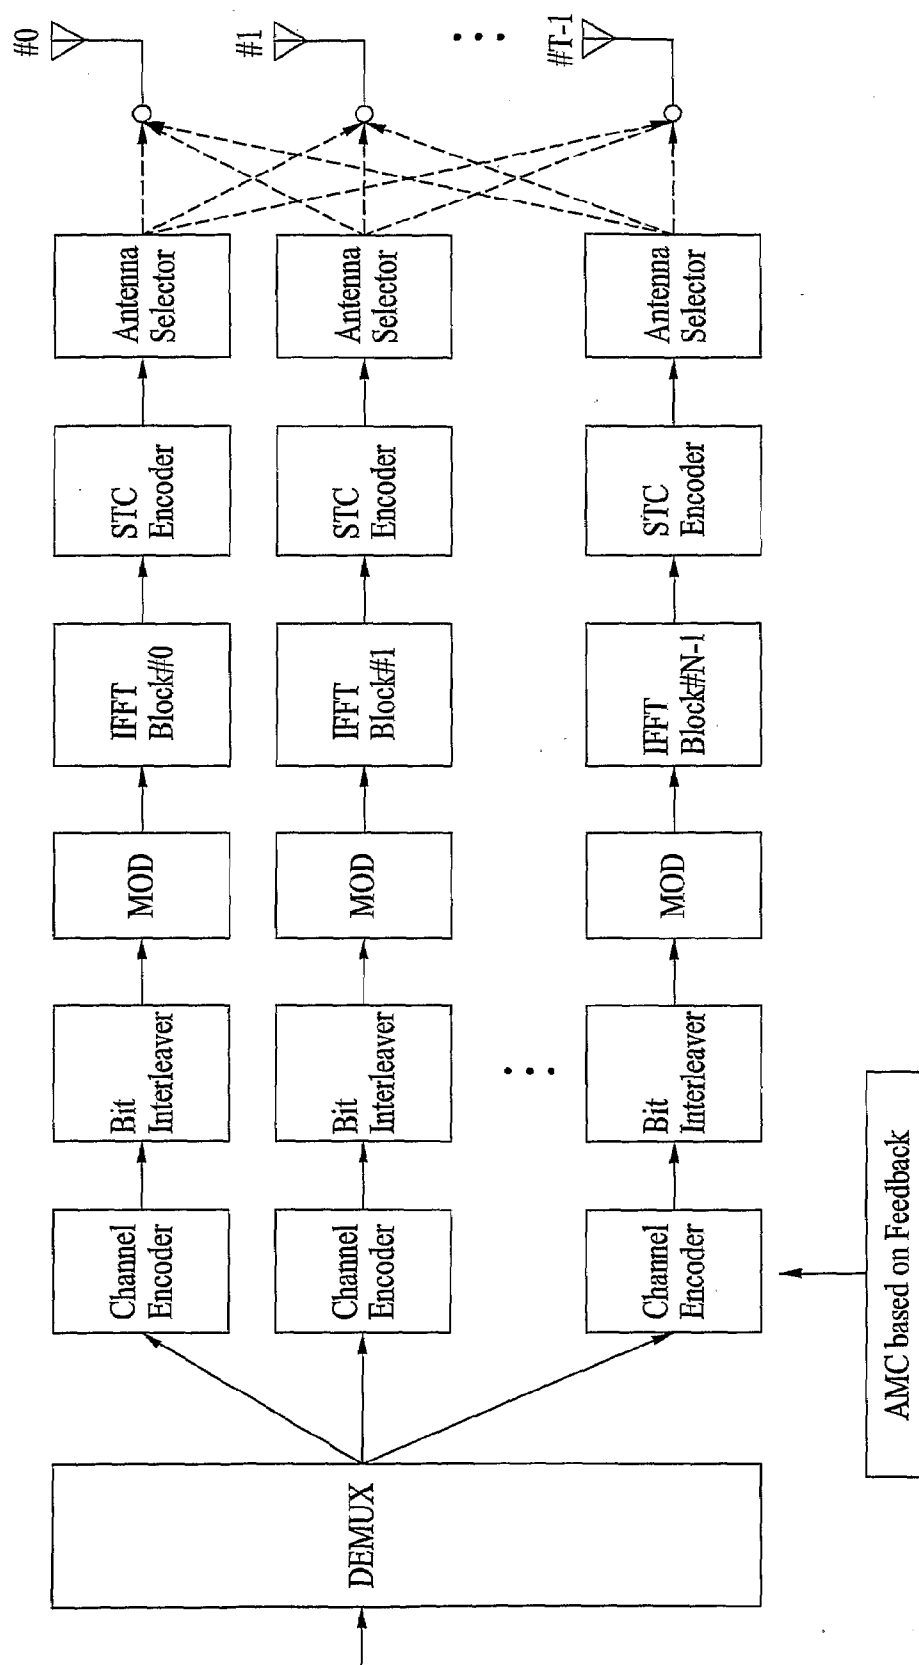 DEMUX
Channel
Encoder
Bit
Interleaver
MOD
IFFT
Block#0
STC
Encoder
Antenna
Selector
#0
Channel
Encoder
Bit
Interleaver
MOD
IFFT
Block#1
STC
Encoder
Antenna
Selector
#1
Channel
Encoder
Bit
Interleaver
MOD
IFFT
Block#N-1
STC
Encoder
Antenna
Selector
#T-1
AMC based on Feedback